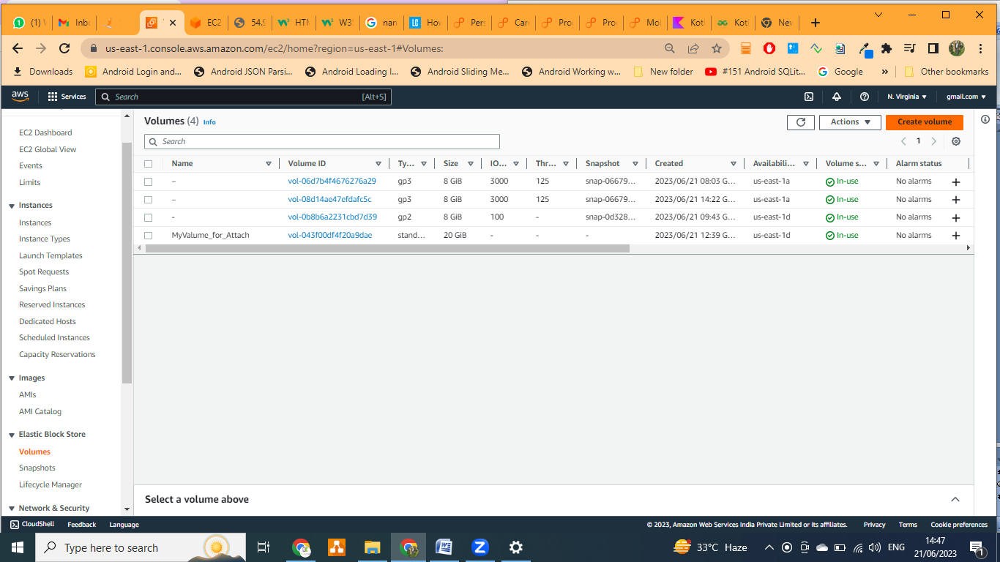 (1) Inb EC2 54.9 HTM W3S nan How Pers Care Pro Pro Mol Kotl Kotl New
us-east-1.console.aws.amazon.com/ec2/home?region=us-east-1#Volumes:
Downloads Android Login and... Android JSON Parsi... Android Loading I... Android Sliding Me... Android Working w... New folder #151 Android SQLit... Google » Other bookmarks
aws Services Search [Alt+S] N. Virginia gmail.com
Volumes (4) Info Actions Create volume
Search 1
Name Volume ID Ty... Size IO... Thr... Snapshot Created Availabili... Volume s... Alarm status
– vol-06d7b4f4676276a29 gp3 8 GiB 3000 125 snap-06679... 2023/06/21 08:03 G... us-east-1a In-use No alarms +
– vol-08d14ae47efdafc5c gp3 8 GiB 3000 125 snap-06679... 2023/06/21 14:22 G... us-east-1a In-use No alarms +
- vol-0b8b6a2231cbd7d39 gp2 8 GiB 100 - snap-0d328... 2023/06/21 09:43 G... us-east-1d In-use No alarms +
MyValume_for_Attach vol-043f00df4f20a9dae stand... 20 GiB - - - 2023/06/21 12:39 G... us-east-1d In-use No alarms +
EC2 Dashboard
EC2 Global View
Events
Limits
Instances
Instances
Instance Types
Launch Templates
Spot Requests
Savings Plans
Reserved Instances
Dedicated Hosts
Scheduled Instances
Capacity Reservations
Images
AMIs
AMI Catalog
Elastic Block Store
Volumes
Snapshots
Lifecycle Manager
Network & Security
Select a volume above
CloudShell Feedback Language © 2023, Amazon Web Services India Private Limited or its affiliates. Privacy Terms Cookie preferences
Type here to search 33°C Haze ENG 14:47
21/06/2023 1